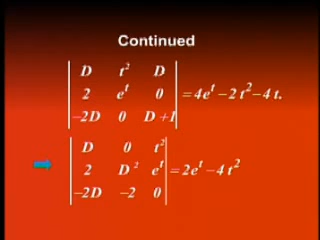 Continued
D t² D
2 eᵗ 0 = 4eᵗ – 2t² – 4t.
–2D 0 D +1
D 0 t²
2 D² eᵗ = 2eᵗ – 4t²
–2D –2 0